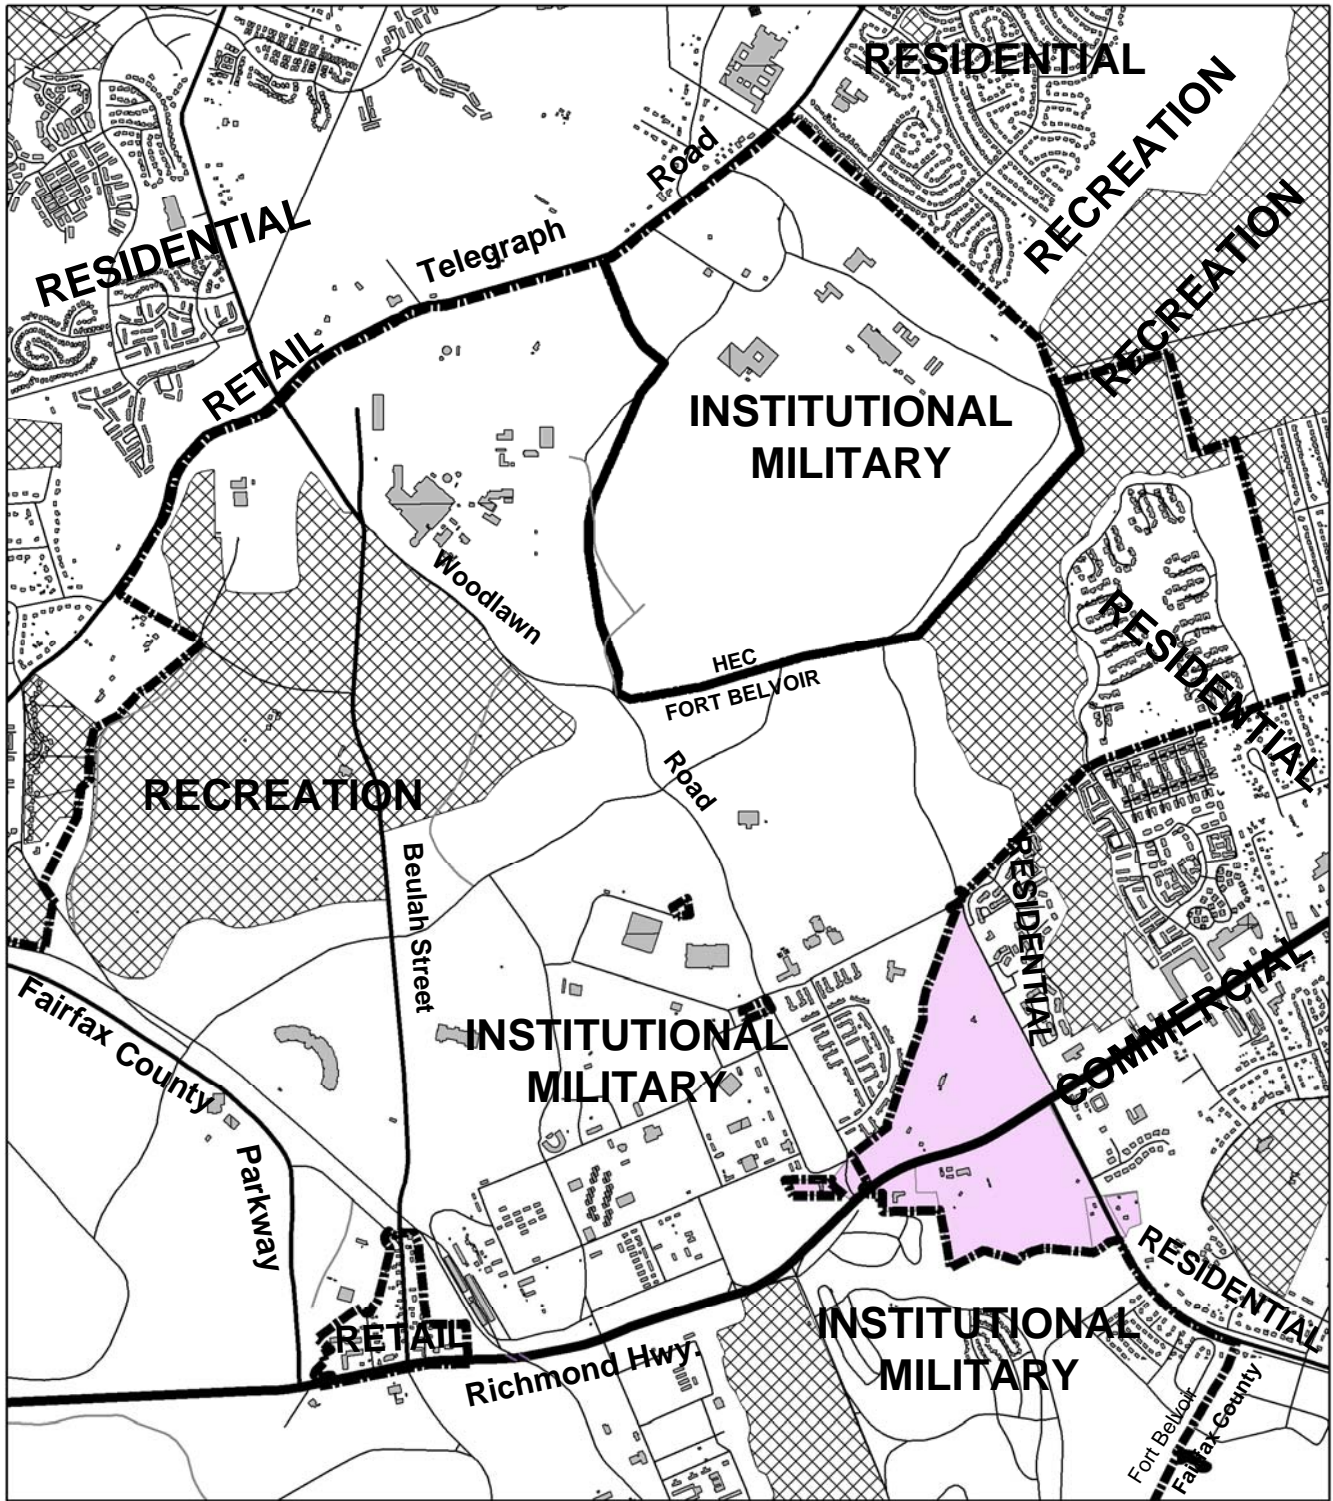 RESIDENTIAL
RECREATION
Road
RECREATION
RESIDENTIAL
Telegraph
RETAIL
RECREATION
INSTITUTIONAL
MILITARY
Woodlawn
RESIDENTIAL
HEC
FORT BELVOIR
Road
RECREATION
RESIDENTIAL
Beulah Street
COMMERCIAL
Fairfax County
Parkway
INSTITUTIONAL
MILITARY
RESIDENTIAL
RETAIL
Richmond Hwy.
INSTITUTIONAL
MILITARY
Fort Belvoir
Fairfax County